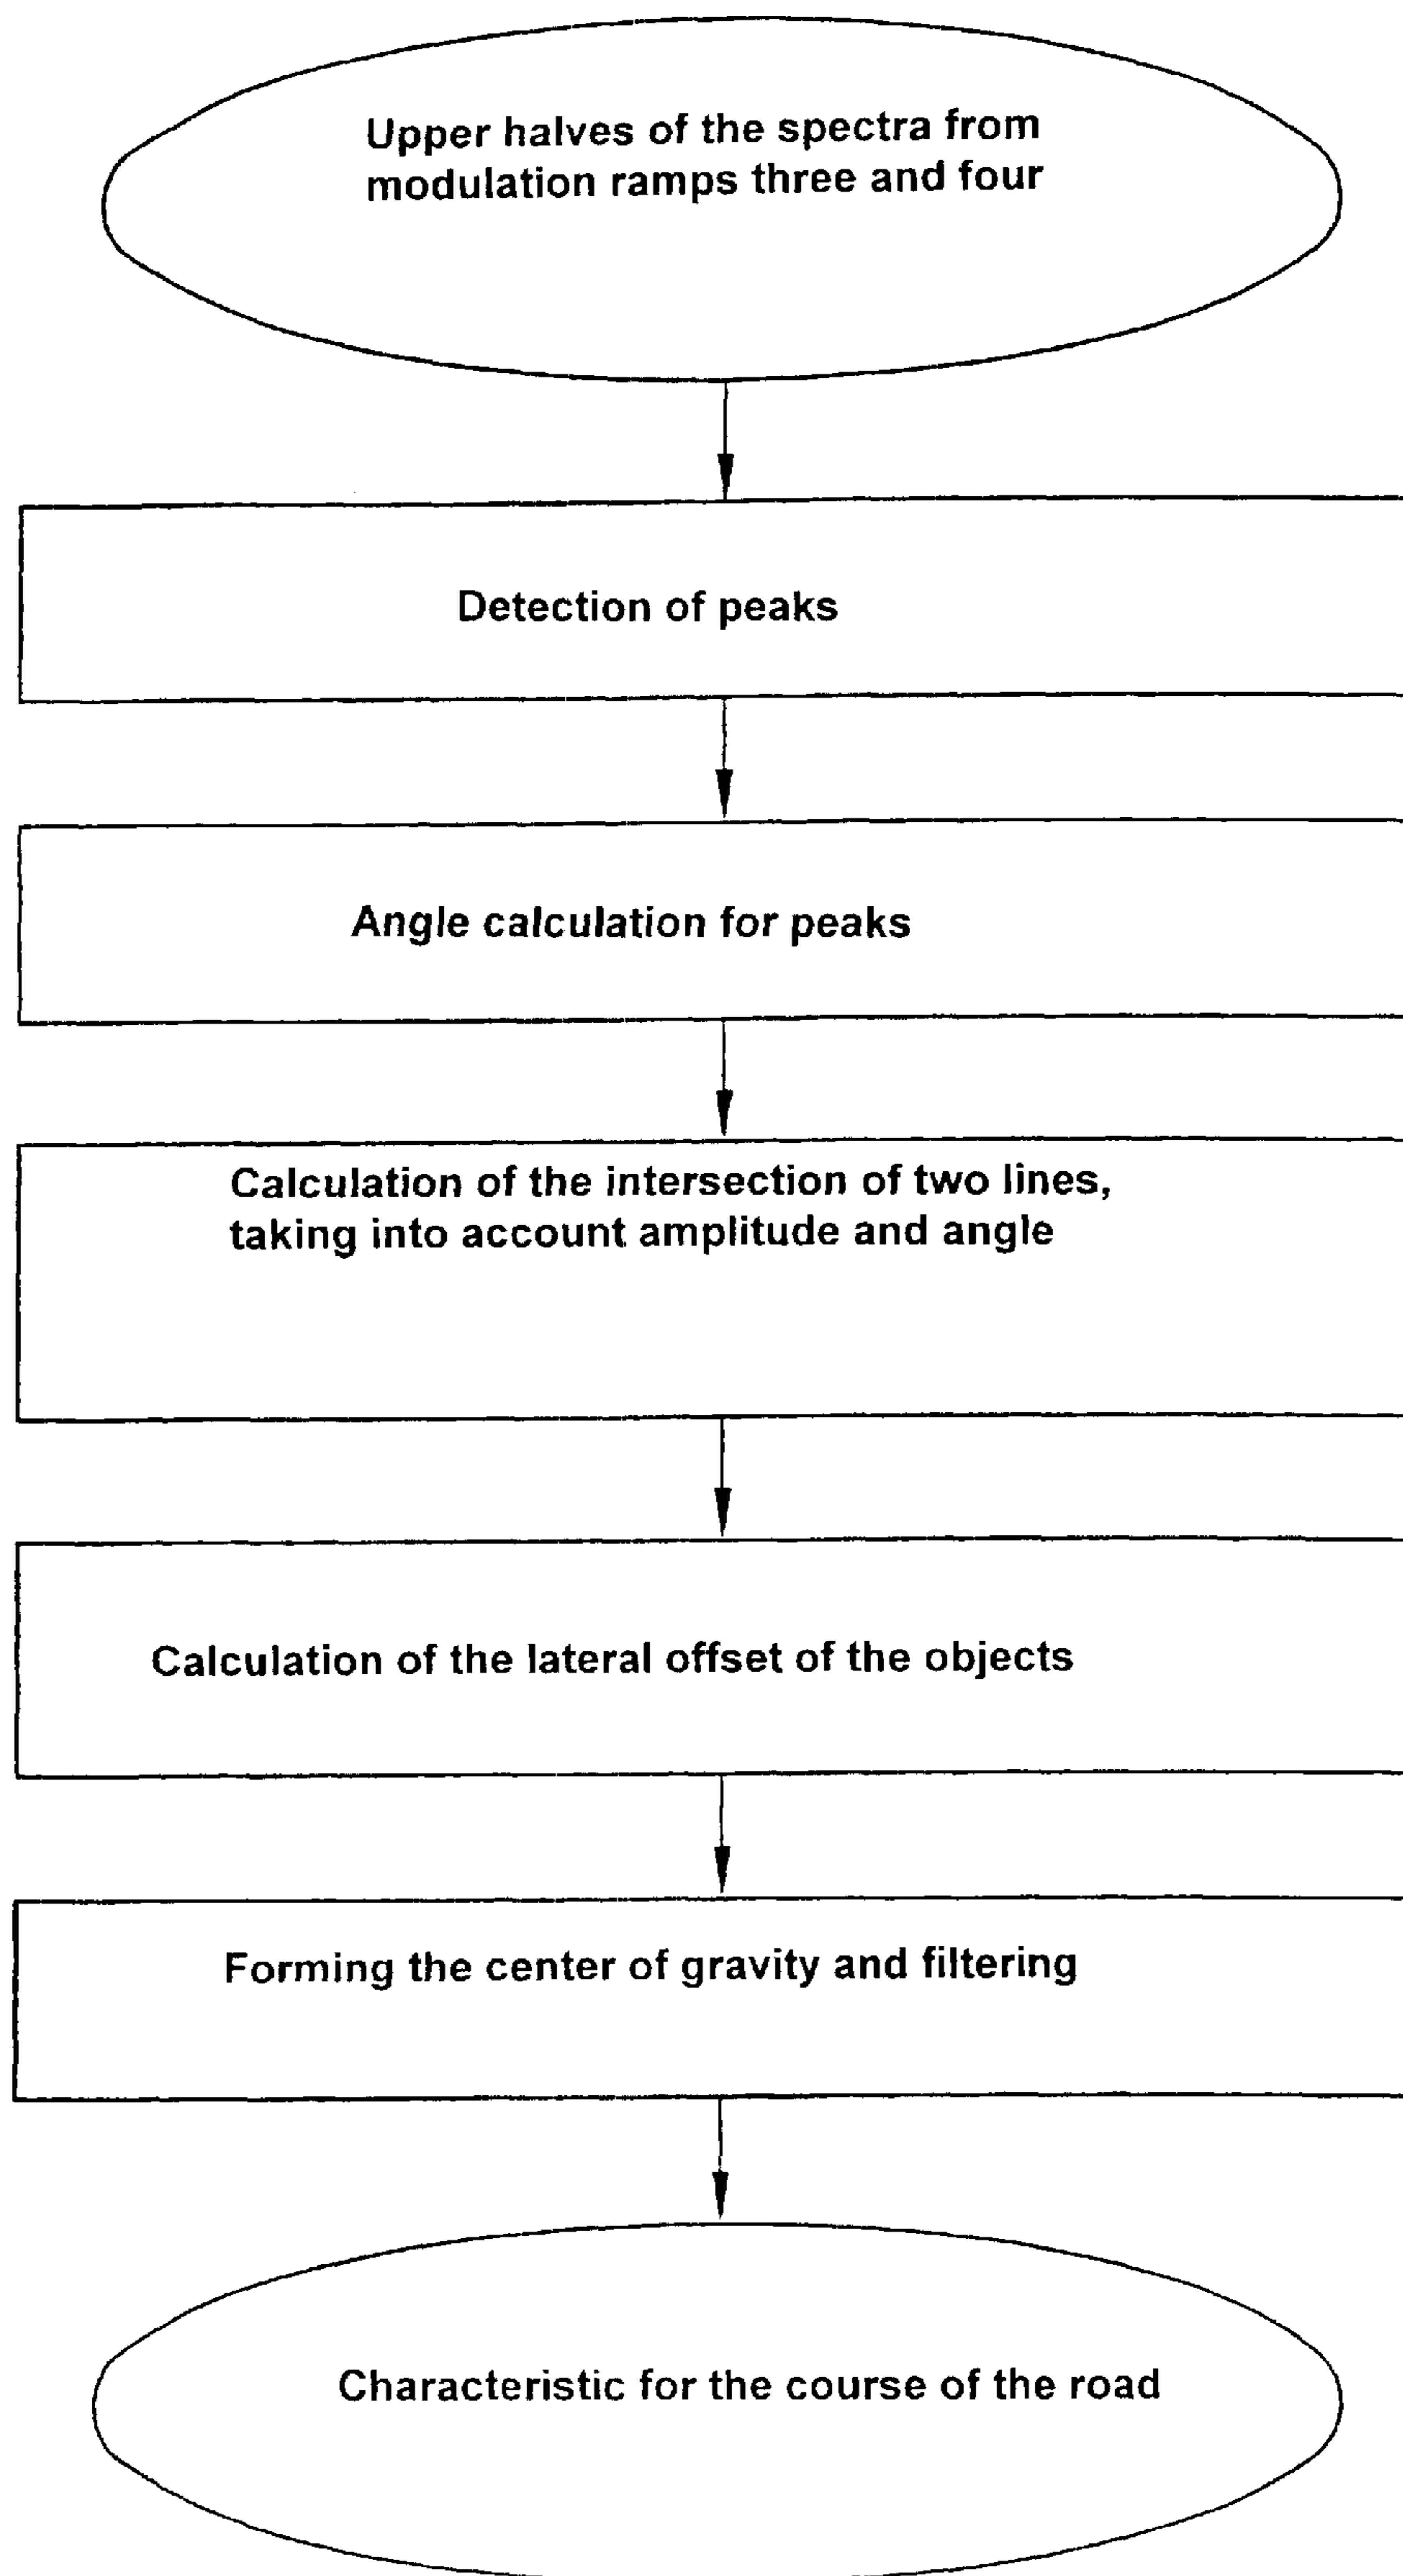 Upper halves of the spectra from
modulation ramps three and four
Detection of peaks
Angle calculation for peaks
Calculation of the intersection of two lines,
taking into account amplitude and angle
Calculation of the lateral offset of the objects
Forming the center of gravity and filtering
Characteristic for the course of the road